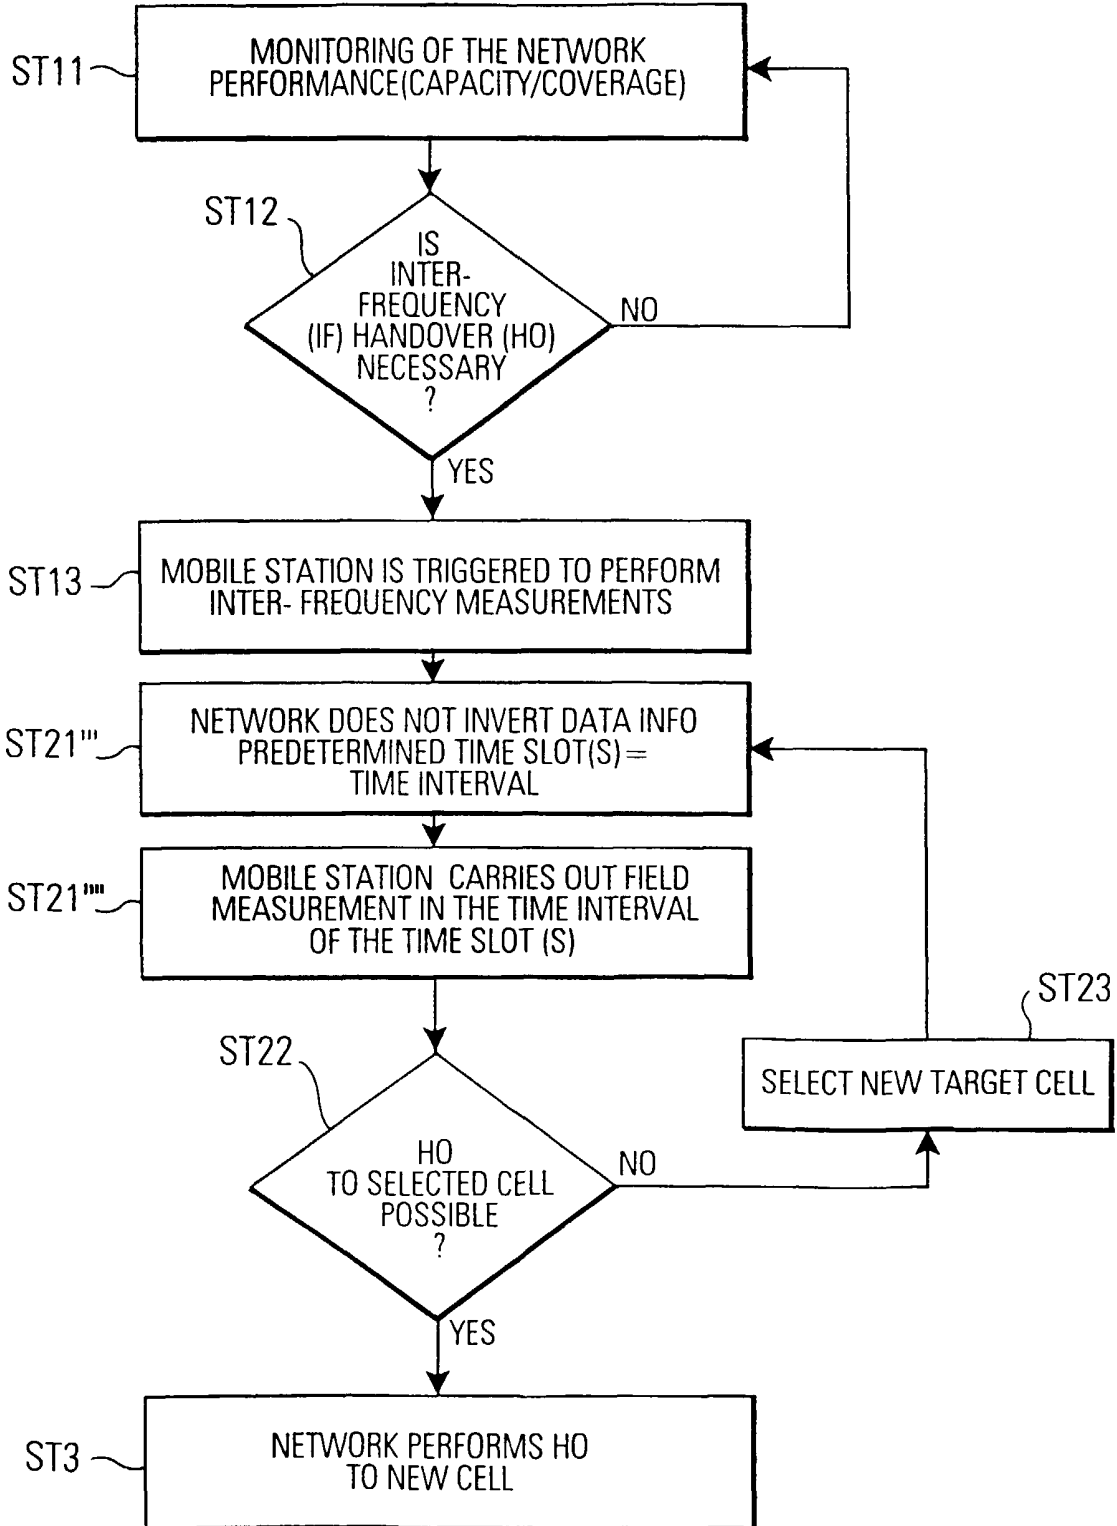 ST11
MONITORING OF THE NETWORK
PERFORMANCE(CAPACITY/COVERAGE)
ST12
IS
INTER-
FREQUENCY
(IF) HANDOVER (HO)
NECESSARY
?
NO
YES
ST13
MOBILE STATION IS TRIGGERED TO PERFORM
INTER- FREQUENCY MEASUREMENTS
ST21'''
NETWORK DOES NOT INVERT DATA INFO
PREDETERMINED TIME SLOT(S) =
TIME INTERVAL
ST21''''
MOBILE STATION CARRIES OUT FIELD
MEASUREMENT IN THE TIME INTERVAL
OF THE TIME SLOT (S)
ST22
HO
TO SELECTED CELL
POSSIBLE
?
NO
ST23
SELECT NEW TARGET CELL
YES
ST3
NETWORK PERFORMS HO
TO NEW CELL